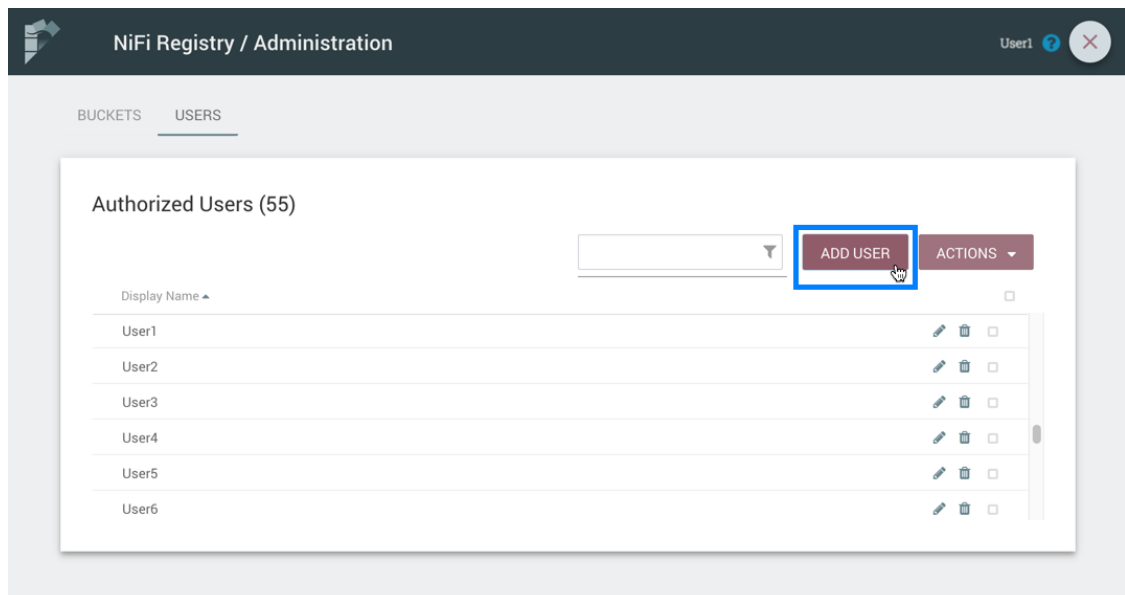 NiFi Registry / Administration
User1 ?
BUCKETS USERS
Authorized Users (55)
ADD USER ACTIONS
Display Name
User1
User2
User3
User4
User5
User6